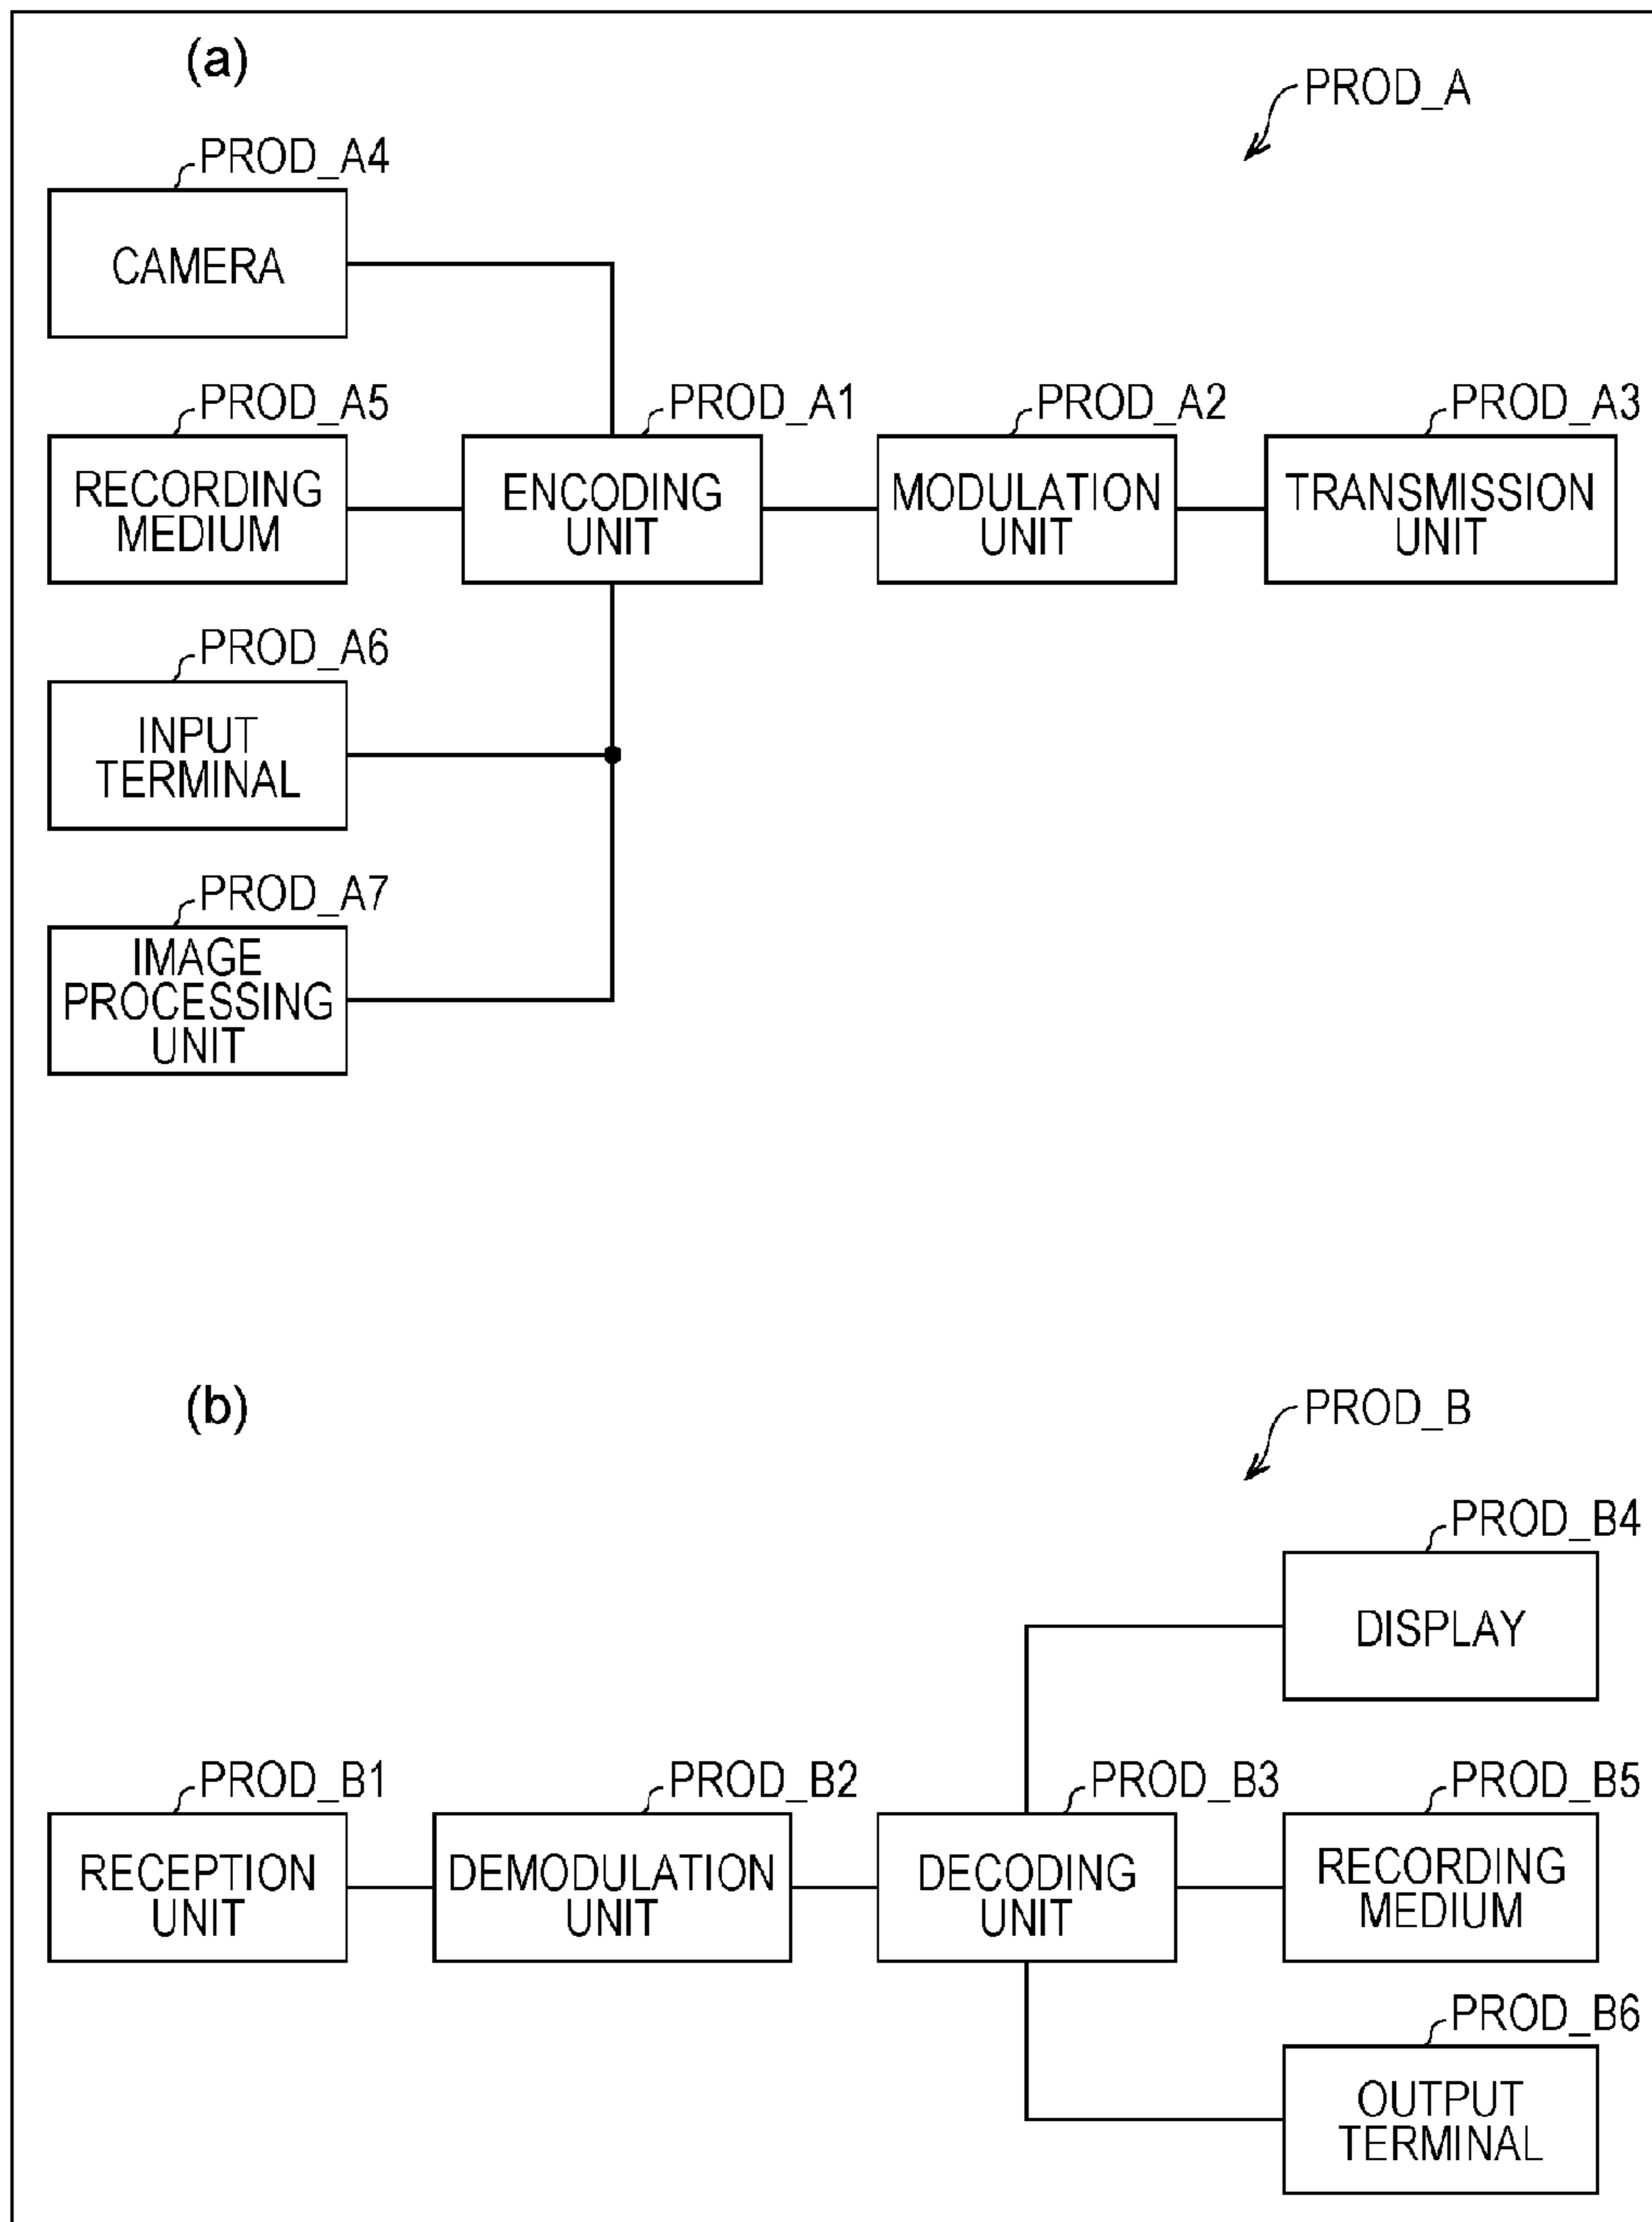 (a)
PROD_A
PROD_A4
CAMERA
PROD_A5
RECORDING
MEDIUM
PROD_A1
ENCODING
UNIT
PROD_A2
MODULATION
UNIT
PROD_A3
TRANSMISSION
UNIT
PROD_A6
INPUT
TERMINAL
PROD_A7
IMAGE
PROCESSING
UNIT
(b)
PROD_B
PROD_B4
DISPLAY
PROD_B1
RECEPTION
UNIT
PROD_B2
DEMODULATION
UNIT
PROD_B3
DECODING
UNIT
PROD_B5
RECORDING
MEDIUM
PROD_B6
OUTPUT
TERMINAL